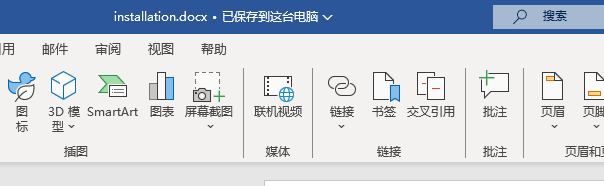 installation.docx • 已保存到这台电脑
搜索
用 邮件 审阅 视图 帮助
图标 3D 模型 SmartArt 图表 屏幕截图 联机视频 链接 书签 交叉引用 批注 页眉 页脚
插图 媒体 链接 批注 页眉和页